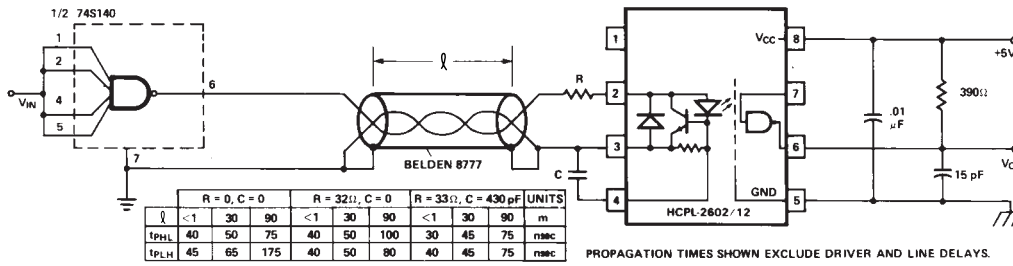 1/2 74S140
1
2
4
5
VIN
6
7
ℓ
BELDEN 8777
R
C
1
2
3
4
VCC
8
7
6
GND
5
HCPL-2602/12
.01
μF
390Ω
15 pF
+5V
VO
R = 0, C = 0 R = 32Ω, C = 0 R = 33Ω, C = 430 pF UNITS
ℓ <1 30 90 <1 30 90 <1 30 90 m
tPHL 40 50 75 40 50 100 30 45 75 nsec
tPLH 45 65 175 40 50 80 40 45 75 nsec
PROPAGATION TIMES SHOWN EXCLUDE DRIVER AND LINE DELAYS.